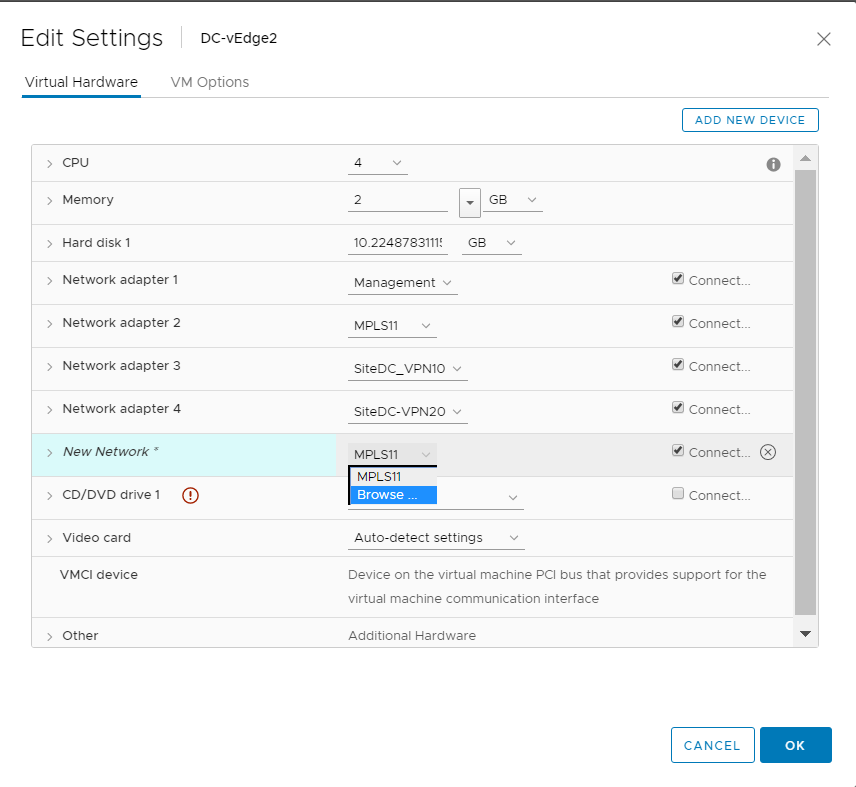 Edit Settings DC-vEdge2
Virtual Hardware VM Options
ADD NEW DEVICE
CPU 4
Memory 2 GB
Hard disk 1 10.22487831115 GB
Network adapter 1 Management Connect...
Network adapter 2 MPLS11 Connect...
Network adapter 3 SiteDC_VPN10 Connect...
Network adapter 4 SiteDC-VPN20 Connect...
New Network * MPLS11 Connect...
MPLS11
Browse ...
CD/DVD drive 1 Connect...
Video card Auto-detect settings
VMCI device Device on the virtual machine PCI bus that provides support for the
virtual machine communication interface
Other Additional Hardware
CANCEL OK